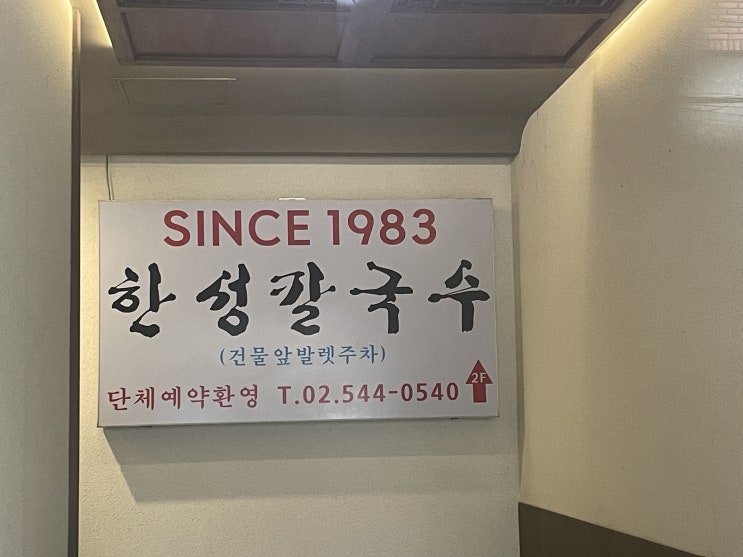 SINCE 1983
한성칼국수
(건물앞발렛주차)
단체예약환영 T.02.544-0540
2F